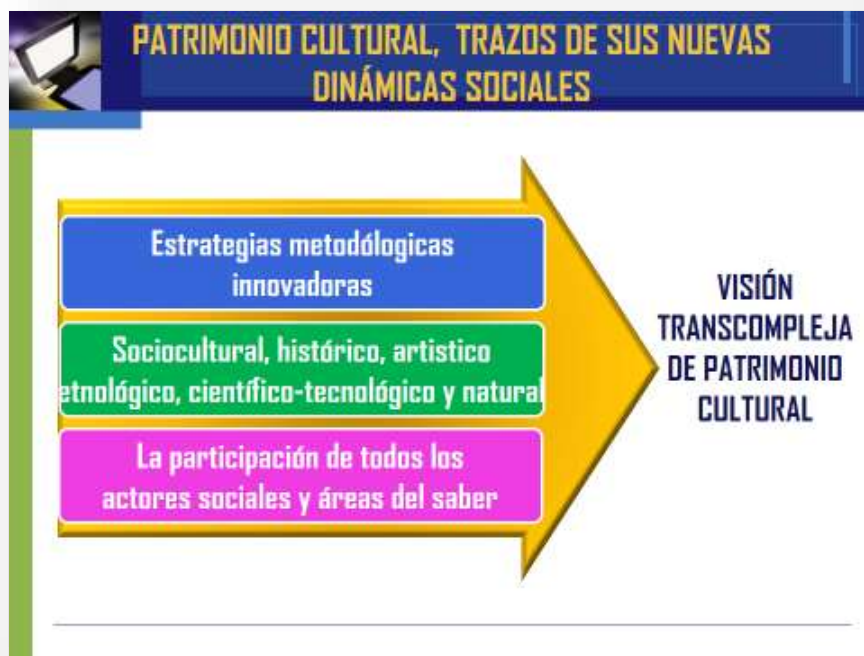 PATRIMONIO CULTURAL, TRAZOS DE SUS NUEVAS
DINÁMICAS SOCIALES
Estrategias metodólogicas
innovadoras
Sociocultural, histórico, artistico
etnológico, científico-tecnológico y natural
La participación de todos los
actores sociales y áreas del saber
VISIÓN
TRANSCOMPLEJA
DE PATRIMONIO
CULTURAL